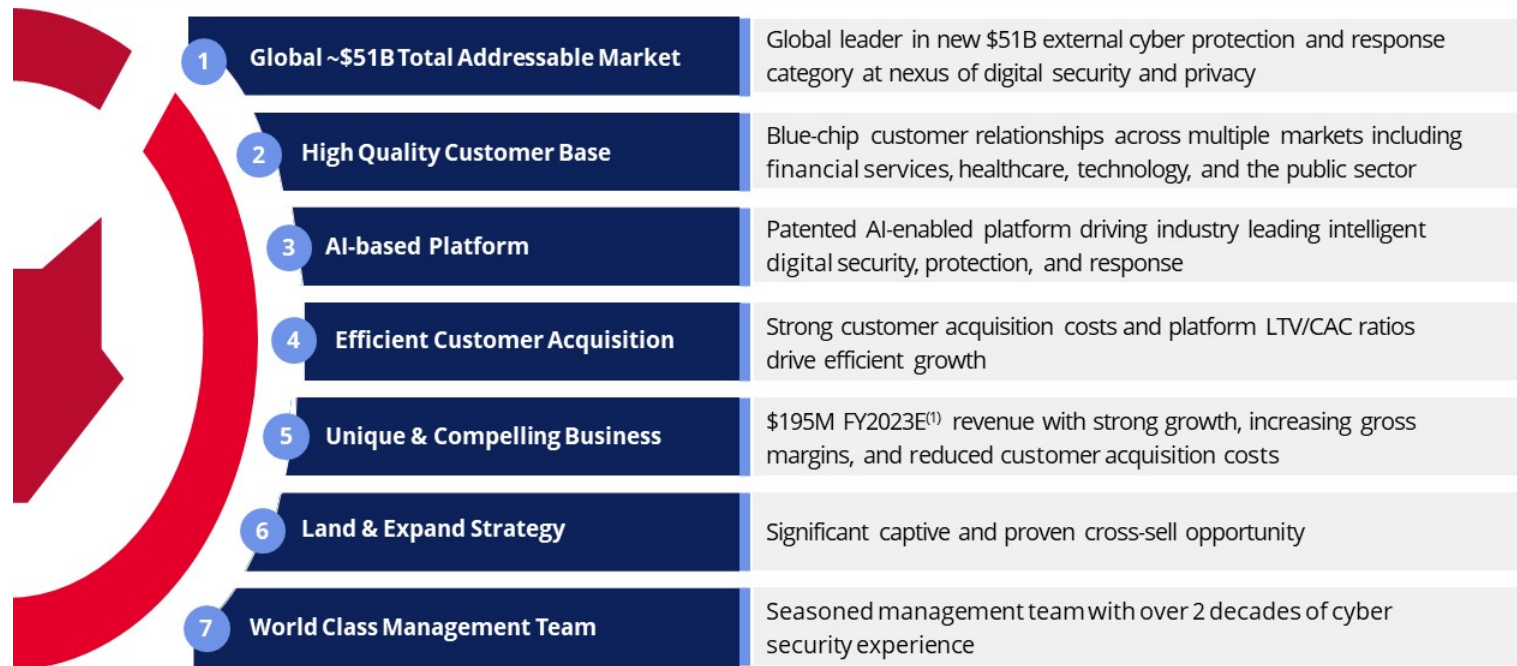 1
Global ~$51B Total Addressable Market
Global leader in new $51B external cyber protection and response
category at nexus of digital security and privacy
2
High Quality Customer Base
Blue-chip customer relationships across multiple markets including
financial services, healthcare, technology, and the public sector
3
AI-based Platform
Patented AI-enabled platform driving industry leading intelligent
digital security, protection, and response
4
Efficient Customer Acquisition
Strong customer acquisition costs and platform LTV/CAC ratios
drive efficient growth
5
Unique & Compelling Business
$195M FY2023E(1) revenue with strong growth, increasing gross
margins, and reduced customer acquisition costs
6
Land & Expand Strategy
Significant captive and proven cross-sell opportunity
7
World Class Management Team
Seasoned management team with over 2 decades of cyber
security experience